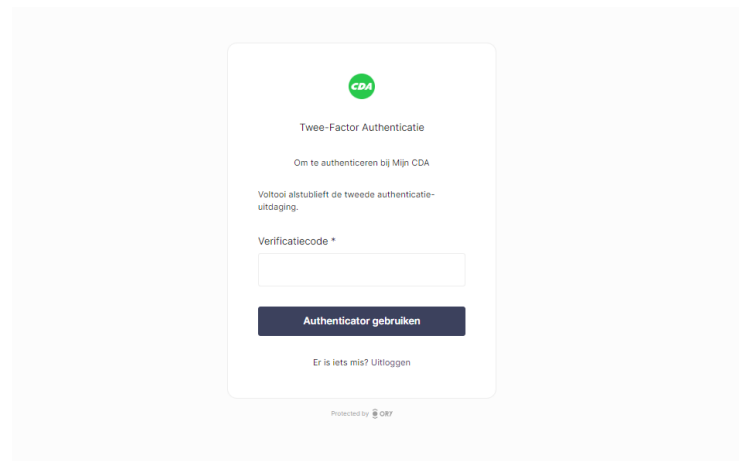 CDA
Twee-Factor Authenticatie
Om te authenticeren bij Mijn CDA
Voltooi alstublieft de tweede authenticatie-
uitdaging.
Verificatiecode *
Authenticator gebruiken
Er is iets mis? Uitloggen
Protected by ORY